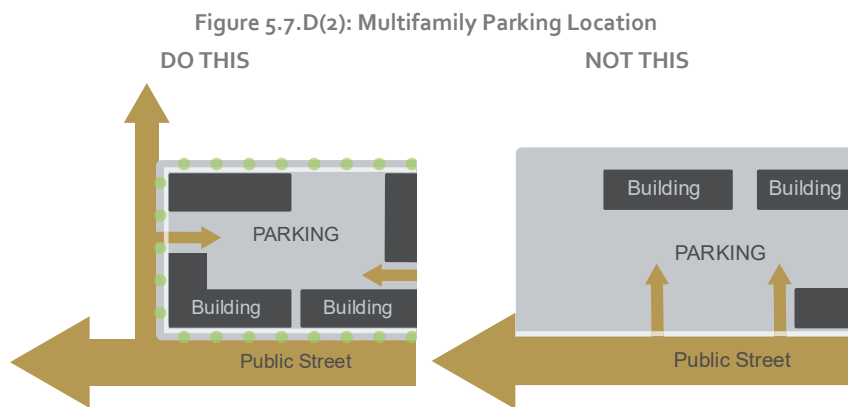 Figure 5.7.D(2): Multifamily Parking Location
DO THIS
NOT THIS
PARKING
Building
Building
Public Street
Building
Building
PARKING
Public Street